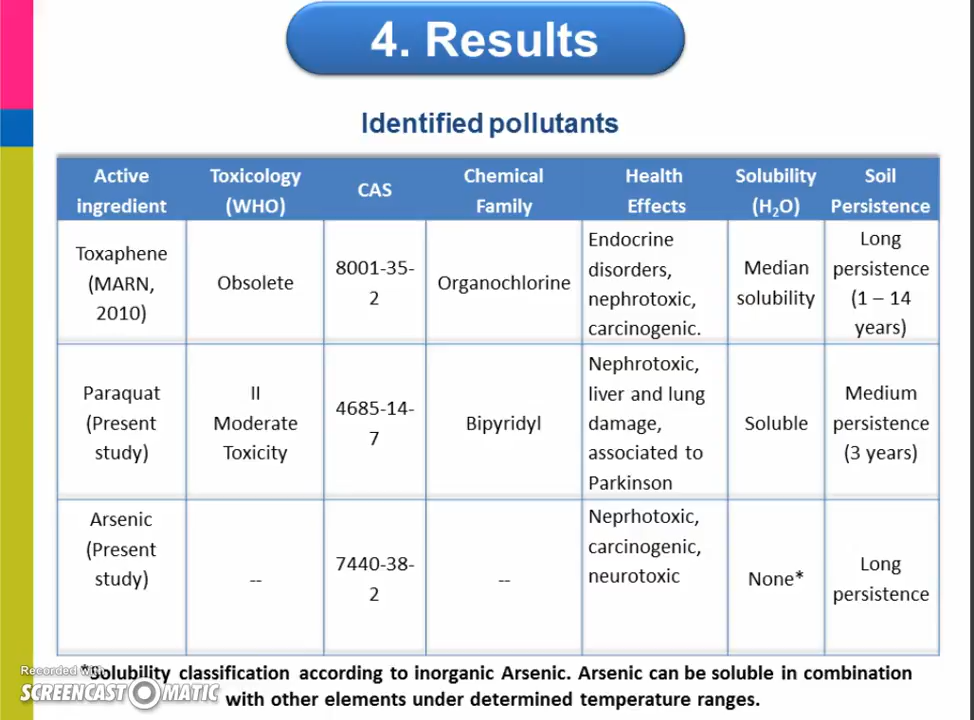 4. Results
Identified pollutants
Active
ingredient
Toxicology
(WHO)
CAS
Chemical
Family
Health
Effects
Solubility
(H₂O)
Soil
Persistence
Toxaphene
(MARN,
2010)
Obsolete
8001-35-
2
Organochlorine
Endocrine
disorders,
nephrotoxic,
carcinogenic.
Median
solubility
Long
persistence
(1 – 14
years)
Paraquat
(Present
study)
II
Moderate
Toxicity
4685-14-
7
Bipyridyl
Nephrotoxic,
liver and lung
damage,
associated to
Parkinson
Soluble
Medium
persistence
(3 years)
Arsenic
(Present
study)
--
7440-38-
2
--
Neprhotoxic,
carcinogenic,
neurotoxic
None*
Long
persistence
*Solubility classification according to inorganic Arsenic. Arsenic can be soluble in combination
with other elements under determined temperature ranges.
Recorded with
SCREENCAST-O-MATIC